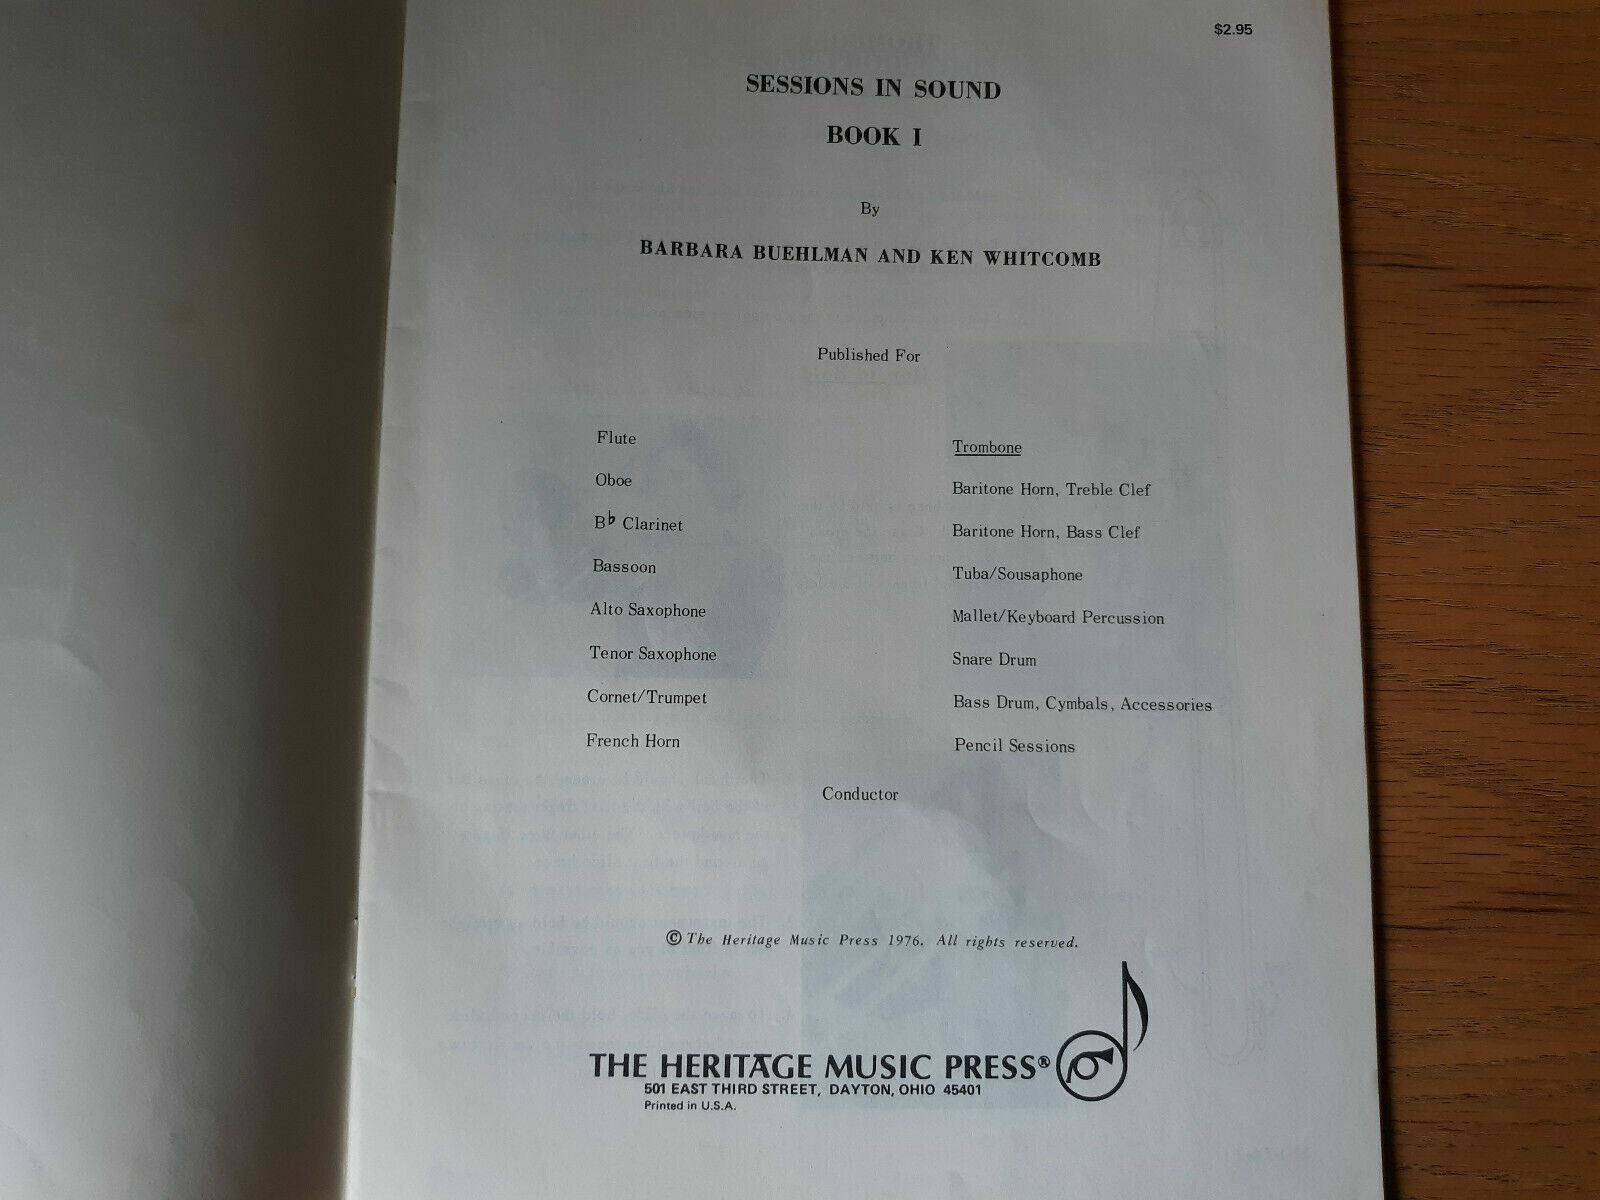 $2.95
SESSIONS IN SOUND
BOOK I
By
BARBARA BUEHLMAN AND KEN WHITCOMB
Published For
Flute
Oboe
B♭ Clarinet
Bassoon
Alto Saxophone
Tenor Saxophone
Cornet/Trumpet
French Horn
Trombone
Baritone Horn, Treble Clef
Baritone Horn, Bass Clef
Tuba/Sousaphone
Mallet/Keyboard Percussion
Snare Drum
Bass Drum, Cymbals, Accessories
Pencil Sessions
Conductor
© The Heritage Music Press 1976. All rights reserved.
THE HERITAGE MUSIC PRESS®
501 EAST THIRD STREET, DAYTON, OHIO 45401
Printed in U.S.A.